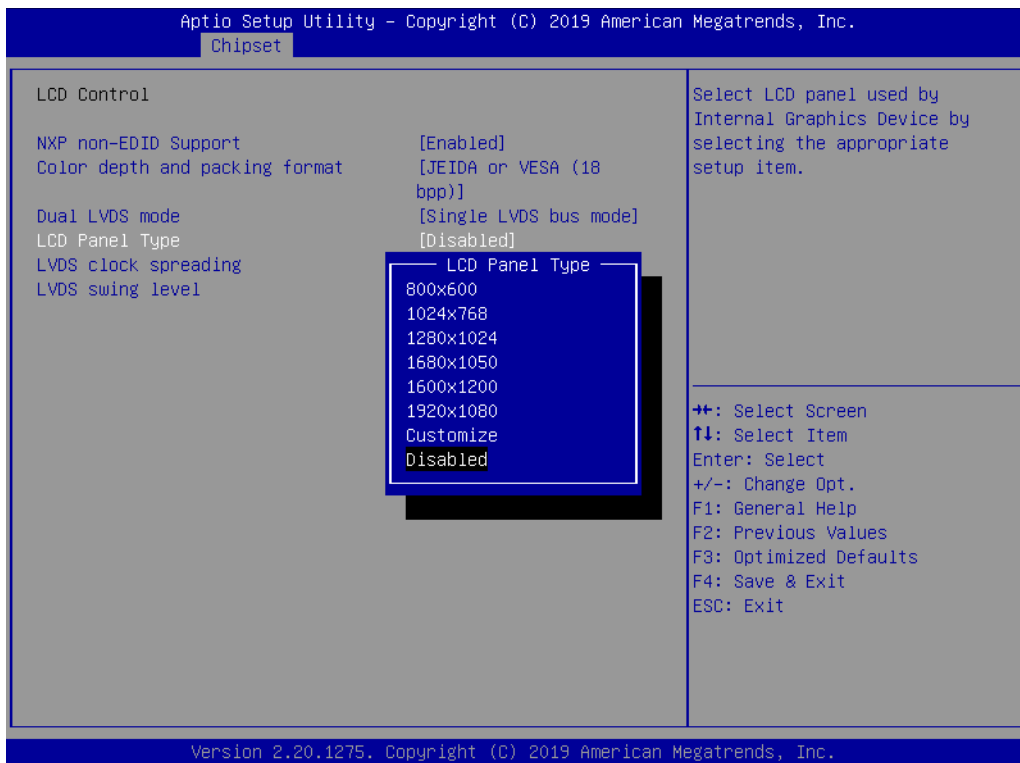 Aptio Setup Utility – Copyright (C) 2019 American Megatrends, Inc.
Chipset
LCD Control
NXP non-EDID Support [Enabled]
Color depth and packing format [JEIDA or VESA (18
bpp)]
Dual LVDS mode [Single LVDS bus mode]
LCD Panel Type [Disabled]
LVDS clock spreading
LVDS swing level
LCD Panel Type
800x600
1024x768
1280x1024
1680x1050
1600x1200
1920x1080
Customize
Disabled
Select LCD panel used by
Internal Graphics Device by
selecting the appropriate
setup item.
→←: Select Screen
↑↓: Select Item
Enter: Select
+/-: Change Opt.
F1: General Help
F2: Previous Values
F3: Optimized Defaults
F4: Save & Exit
ESC: Exit
Version 2.20.1275. Copyright (C) 2019 American Megatrends, Inc.